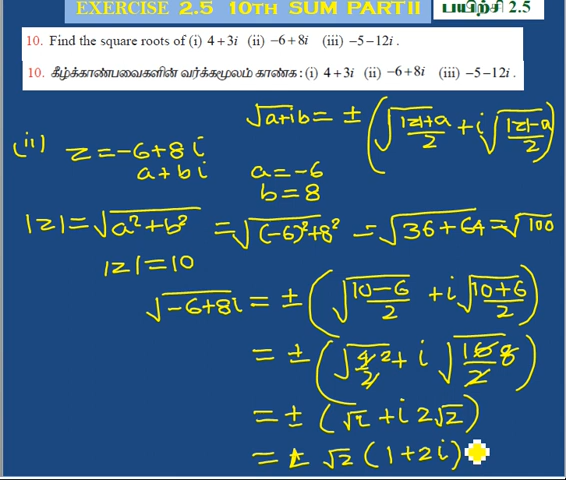 EXERCISE 2.5 10TH SUM PART II பயிற்சி 2.5
10. Find the square roots of (i) 4+3i (ii) −6+8i (iii) −5−12i .
10. கீழ்க்காண்பவைகளின் வர்க்கமூலம் காண்க : (i) 4+3i (ii) −6+8i (iii) −5−12i .
√a+ib = ± (√|z|+a/2 + i√|z|-a/2)
(ii) z = -6+8i
a+bi a = -6
b = 8
|z| = √a²+b² = √(-6)²+8² = √36+64 = √100
|z| = 10
√-6+8i = ± (√10-6/2 + i√10+6/2)
= ± (√4/2 2 + i√16/2 8)
= ± (√2 + i 2√2)
= ± √2 (1+2i)